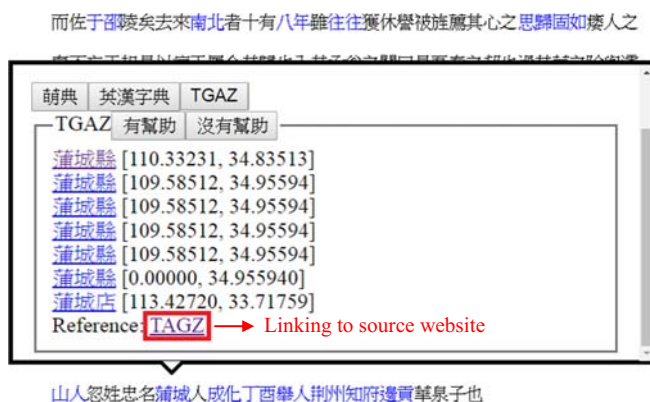 而佐于邵陵矣去來南北者十有八年雖往往獲休譽被旌薦其心之思歸固如痿人之
萌典 英漢字典 TGAZ
TGAZ 有幫助 沒有幫助
蒲城縣 [110.33231, 34.83513]
蒲城縣 [109.58512, 34.95594]
蒲城縣 [109.58512, 34.95594]
蒲城縣 [109.58512, 34.95594]
蒲城縣 [109.58512, 34.95594]
蒲城縣 [0.00000, 34.955940]
蒲城店 [113.42720, 33.71759]
Reference: TAGZ → Linking to source website
山人忽姓忠名蒲城人成化丁酉舉人荆州知府邊貢華泉子也